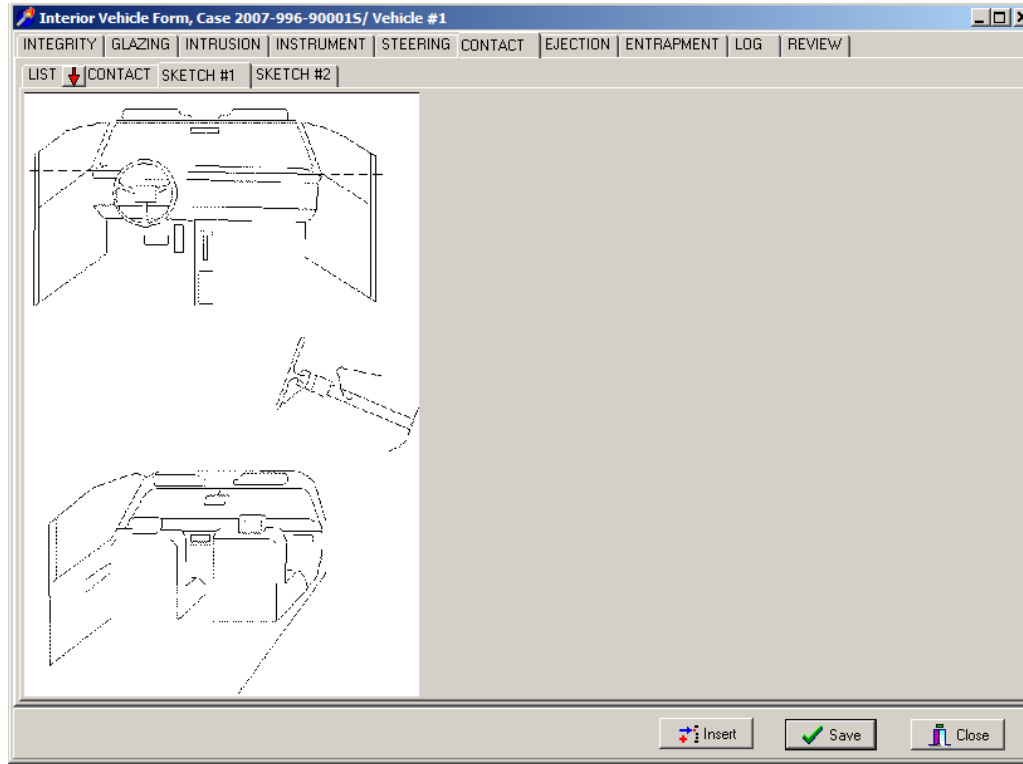 Interior Vehicle Form, Case 2007-996-90001S/ Vehicle #1
INTEGRITY GLAZING INTRUSION INSTRUMENT STEERING CONTACT EJECTION ENTRAPMENT LOG REVIEW
LIST CONTACT SKETCH #1 SKETCH #2
Insert Save Close